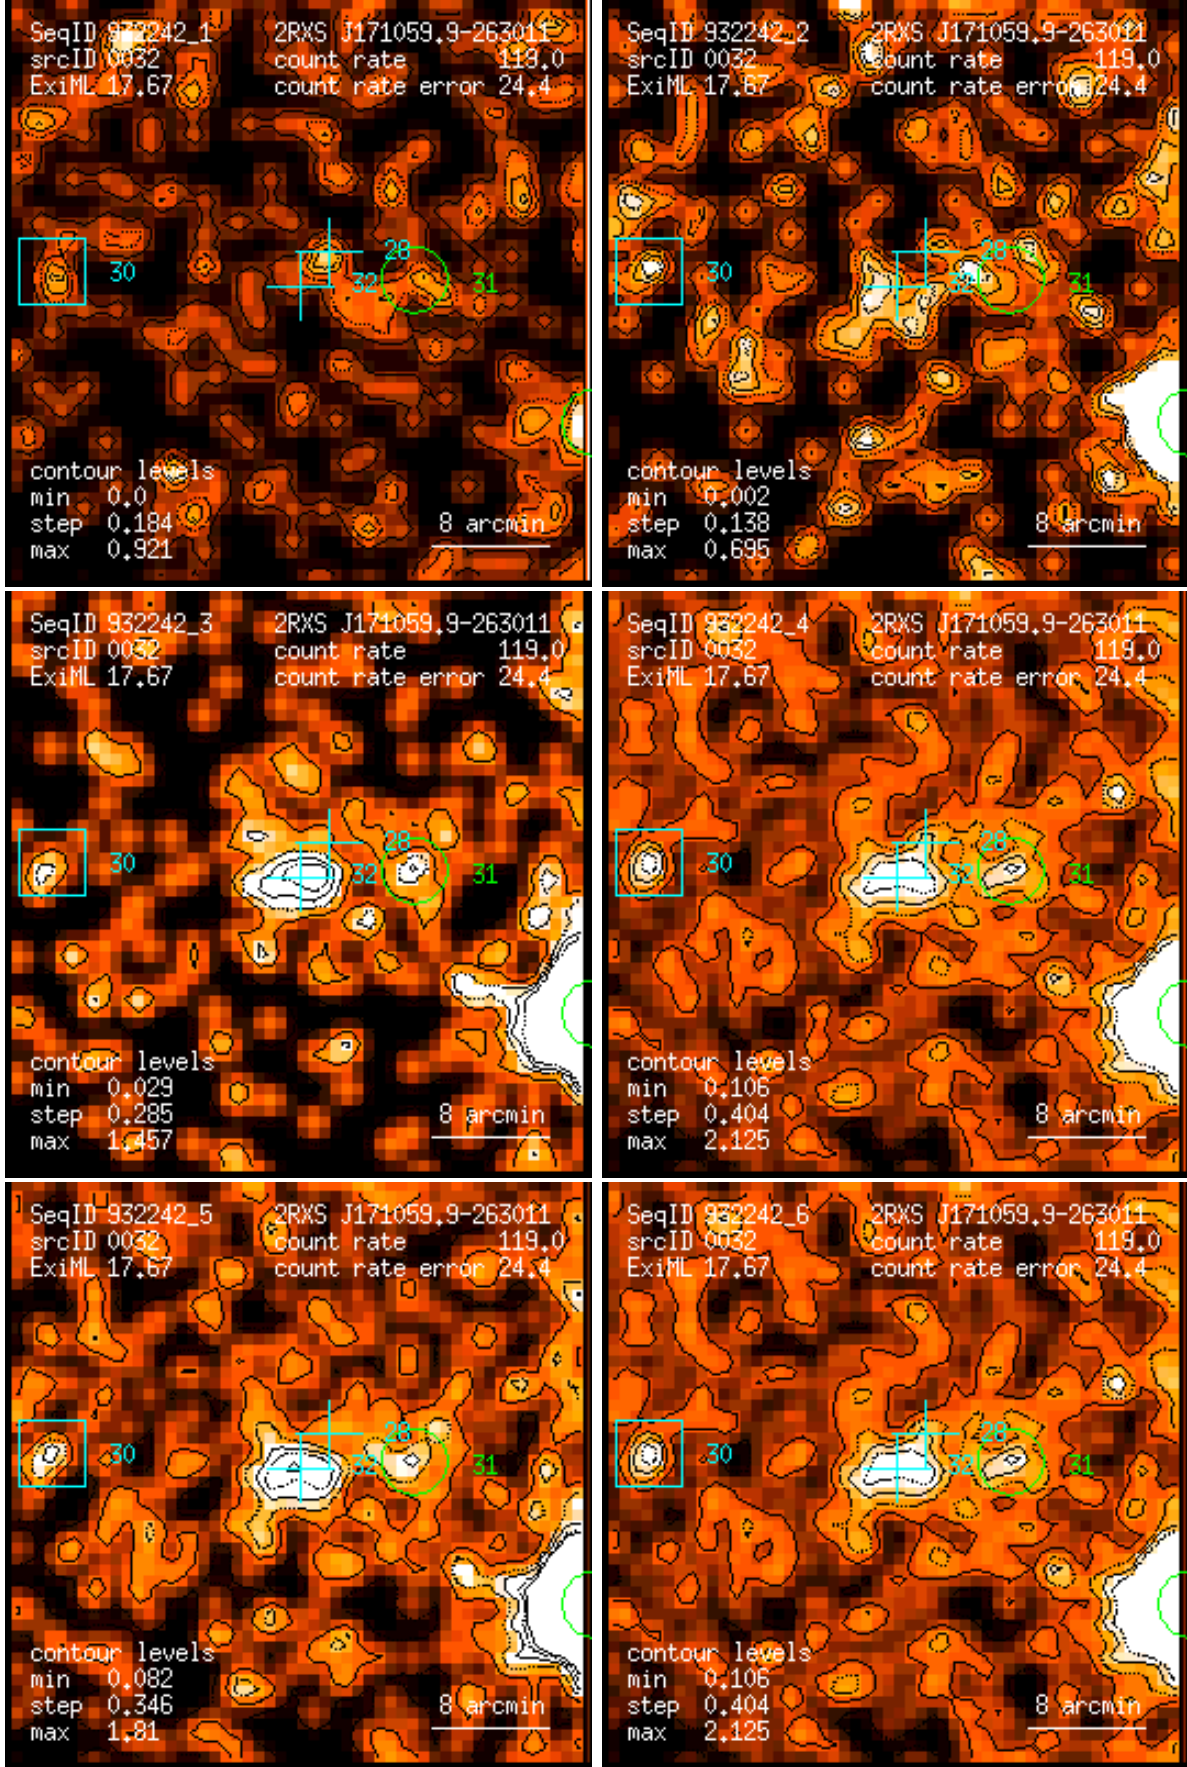 SeqID 932242_1 2RXS J171059.9-263011
srcID 0032 count rate 119.0
ExiML 17.67 count rate error 24.4
28
30 32 31
contour levels
min 0.0
step 0.184 8 arcmin
max 0.921
SeqID 932242_2 2RXS J171059.9-263011
srcID 0032 count rate 119.0
ExiML 17.67 count rate error 24.4
28
30 32 31
contour levels
min 0.002
step 0.138 8 arcmin
max 0.695
SeqID 932242_3 2RXS J171059.9-263011
srcID 0032 count rate 119.0
ExiML 17.67 count rate error 24.4
28
30 32 31
contour levels
min 0.029
step 0.285 8 arcmin
max 1.457
SeqID 932242_4 2RXS J171059.9-263011
srcID 0032 count rate 119.0
ExiML 17.67 count rate error 24.4
28
30 32 31
contour levels
min 0.106
step 0.404 8 arcmin
max 2.125
SeqID 932242_5 2RXS J171059.9-263011
srcID 0032 count rate 119.0
ExiML 17.67 count rate error 24.4
28
30 32 31
contour levels
min 0.082
step 0.346 8 arcmin
max 1.81
SeqID 932242_6 2RXS J171059.9-263011
srcID 0032 count rate 119.0
ExiML 17.67 count rate error 24.4
28
30 32 31
contour levels
min 0.106
step 0.404 8 arcmin
max 2.125